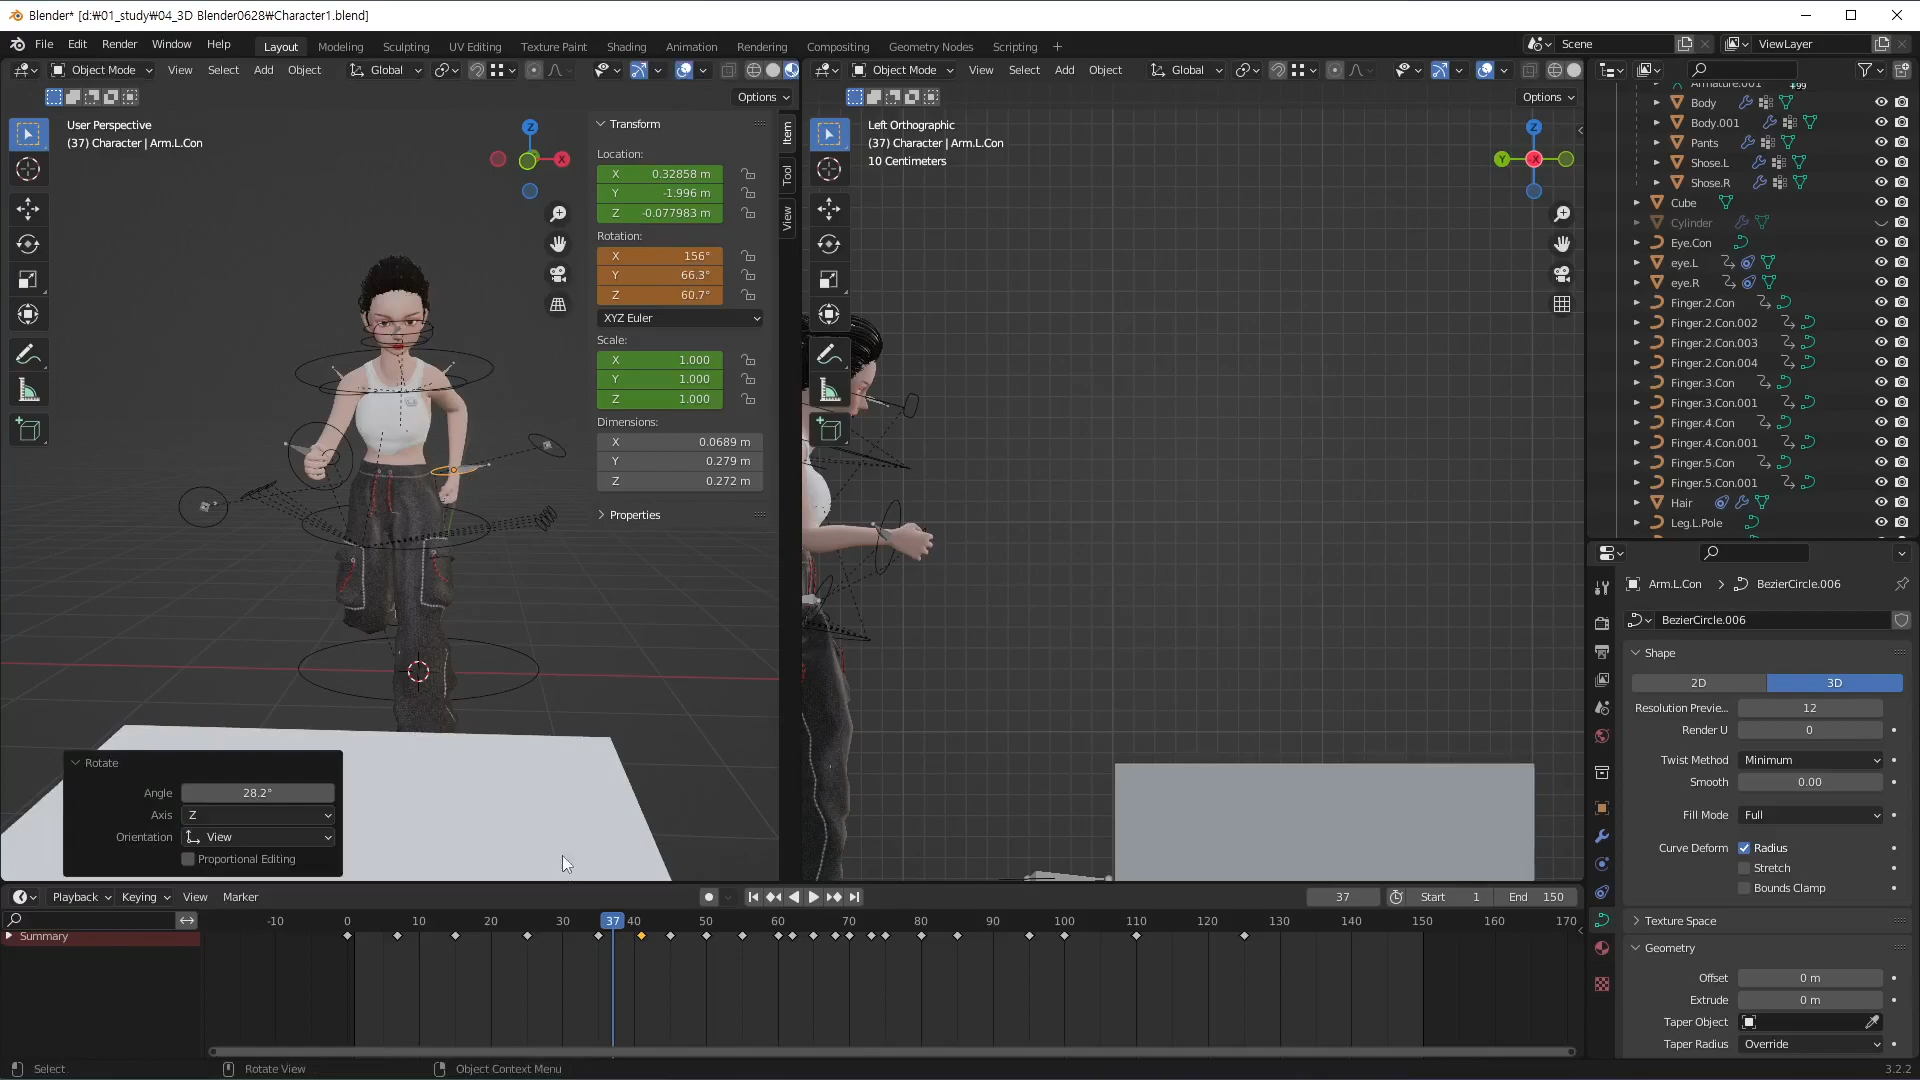 Blender* [d:₩01_study₩04_3D Blender0628₩Character1.blend]
File Edit Render Window Help Layout Modeling Sculpting UV Editing Texture Paint Shading Animation Rendering Compositing Geometry Nodes Scripting + Scene ViewLayer
Object Mode View Select Add Object Global
Object Mode View Select Add Object Global
Options
Options
User Perspective
(37) Character | Arm.L.Con
Z
X
Transform
Location:
X 0.32858 m
Y -1.996 m
Z -0.077983 m
Rotation:
X 156°
Y 66.3°
Z 60.7°
XYZ Euler
Scale:
X 1.000
Y 1.000
Z 1.000
Dimensions:
X 0.0689 m
Y 0.279 m
Z 0.272 m
Properties
Item
Tool
View
Left Orthographic
(37) Character | Arm.L.Con
10 Centimeters
Z
Y
-X
Armature.001
+99
Body
Body.001
Pants
Shose.L
Shose.R
Cube
Cylinder
Eye.Con
eye.L
eye.R
Finger.2.Con
Finger.2.Con.002
Finger.2.Con.003
Finger.2.Con.004
Finger.3.Con
Finger.3.Con.001
Finger.4.Con
Finger.4.Con.001
Finger.5.Con
Finger.5.Con.001
Hair
Leg.L.Pole
Arm.L.Con > BezierCircle.006
BezierCircle.006
Shape
2D 3D
Resolution Previe... 12
Render U 0
Twist Method Minimum
Smooth 0.00
Fill Mode Full
Curve Deform Radius
Stretch
Bounds Clamp
Texture Space
Geometry
Offset 0 m
Extrude 0 m
Taper Object
Taper Radius Override
Rotate
Angle 28.2°
Axis Z
Orientation View
Proportional Editing
Playback Keying View Marker 37 Start 1 End 150
-10 0 10 20 30 37 40 50 60 70 80 90 100 110 120 130 140 150 160 170
Summary
Select Rotate View Object Context Menu 3.2.2